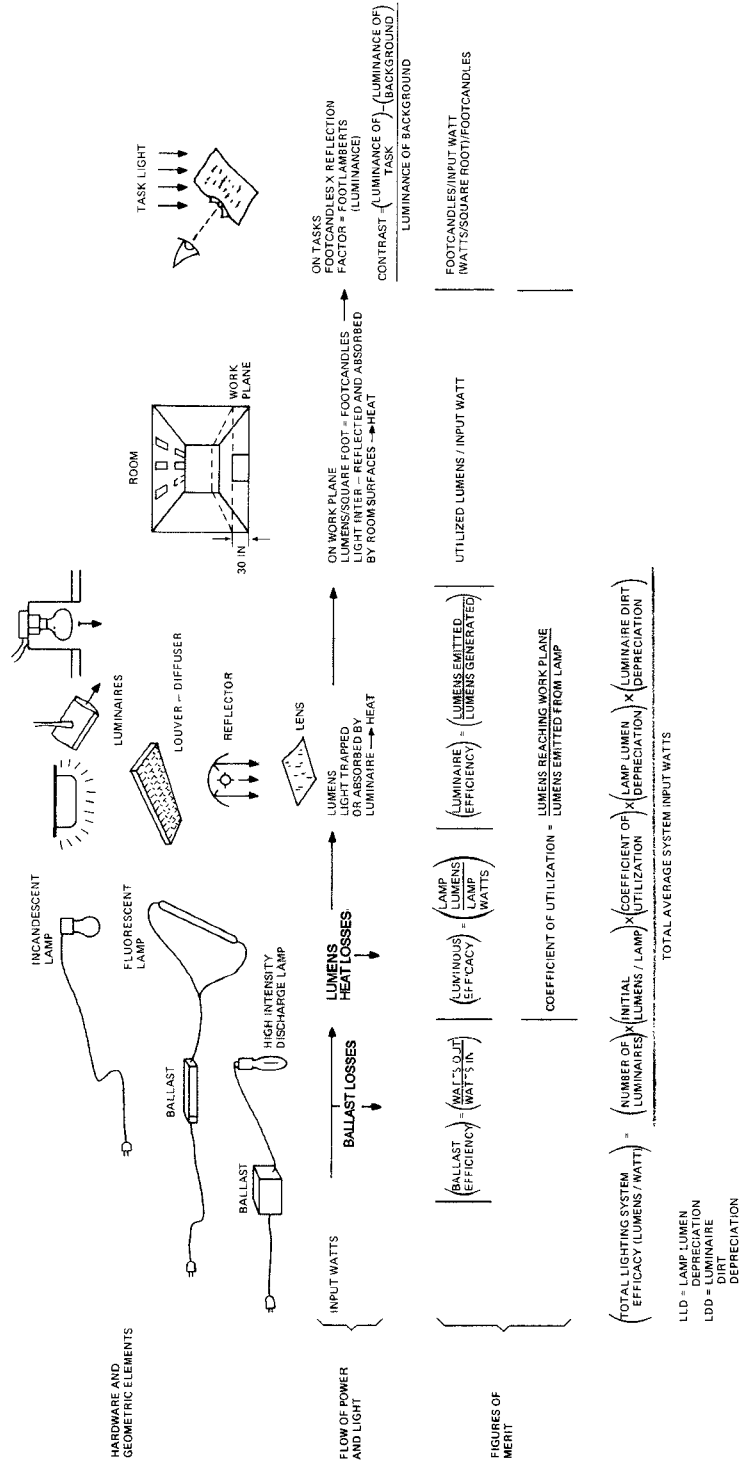 HARDWARE AND
GEOMETRIC ELEMENTS
INCANDESCENT
LAMP
FLUORESCENT
LAMP
BALLAST
HIGH INTENSITY
DISCHARGE LAMP
BALLAST
LUMINAIRES
LOUVER – DIFFUSER
REFLECTOR
LENS
ROOM
WORK
PLANE
30 IN
TASK LIGHT
FLOW OF POWER
AND LIGHT
INPUT WATTS
BALLAST LOSSES
LUMENS
HEAT LOSSES
LUMENS
LIGHT TRAPPED
OR ABSORBED BY
LUMINAIRE → HEAT
ON WORK PLANE
LUMENS/SQUARE FOOT = FOOTCANDLES
LIGHT INTER – REFLECTED AND ABSORBED
BY ROOM SURFACES → HEAT
ON TASKS
FOOTCANDLES X REFLECTION
FACTOR = FOOTLAMBERTS
(LUMINANCE)
CONTRAST = (LUMINANCE OF TASK) – (LUMINANCE OF BACKGROUND)
LUMINANCE OF BACKGROUND
FIGURES OF
MERIT
(BALLAST EFFICIENCY) = (WATTS OUT / WATTS IN)
(LUMINOUS EFFICACY) = (LAMP LUMENS / LAMP WATTS)
(LUMINAIRE EFFICIENCY) = (LUMENS EMITTED / LUMENS GENERATED)
UTILIZED LUMENS / INPUT WATT
FOOTCANDLES/INPUT WATT
(WATTS/SQUARE ROOT)/FOOTCANDLES
COEFFICIENT OF UTILIZATION = LUMENS REACHING WORK PLANE
LUMENS EMITTED FROM LAMP
(TOTAL LIGHTING SYSTEM EFFICACY (LUMENS / WATT)) = (NUMBER OF LUMINAIRES) X (INITIAL LUMENS / LAMP) X (COEFFICIENT OF UTILIZATION) X (LAMP LUMEN DEPRECIATION) X (LUMINAIRE DIRT DEPRECIATION)
TOTAL AVERAGE SYSTEM INPUT WATTS
LLD = LAMP LUMEN
DEPRECIATION
LDD = LUMINAIRE
DIRT
DEPRECIATION